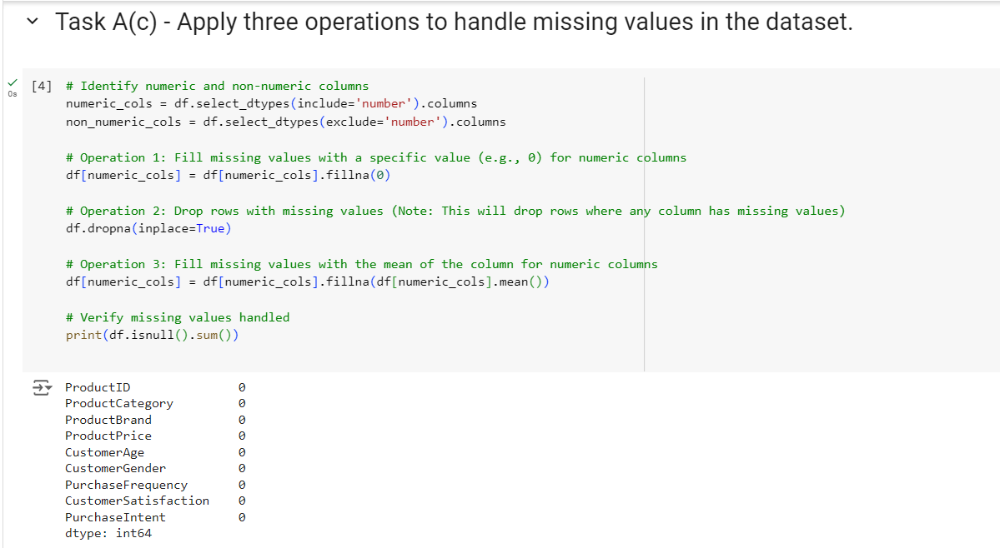 Task A(c) - Apply three operations to handle missing values in the dataset.
[4] # Identify numeric and non-numeric columns
0s
numeric_cols = df.select_dtypes(include='number').columns
non_numeric_cols = df.select_dtypes(exclude='number').columns
# Operation 1: Fill missing values with a specific value (e.g., 0) for numeric columns
df[numeric_cols] = df[numeric_cols].fillna(0)
# Operation 2: Drop rows with missing values (Note: This will drop rows where any column has missing values)
df.dropna(inplace=True)
# Operation 3: Fill missing values with the mean of the column for numeric columns
df[numeric_cols] = df[numeric_cols].fillna(df[numeric_cols].mean())
# Verify missing values handled
print(df.isnull().sum())
ProductID 0
ProductCategory 0
ProductBrand 0
ProductPrice 0
CustomerAge 0
CustomerGender 0
PurchaseFrequency 0
CustomerSatisfaction 0
PurchaseIntent 0
dtype: int64